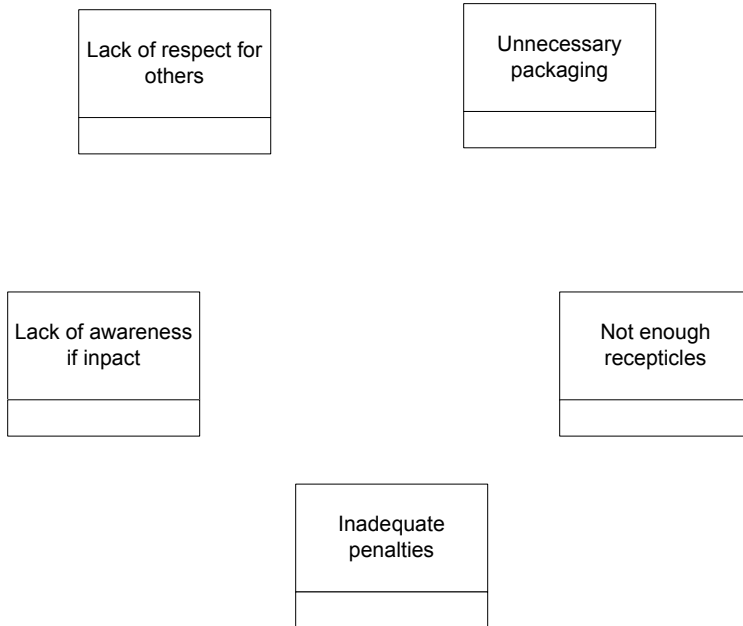 Lack of respect for
others
Unnecessary
packaging
Lack of awareness
if inpact
Not enough
recepticles
Inadequate
penalties